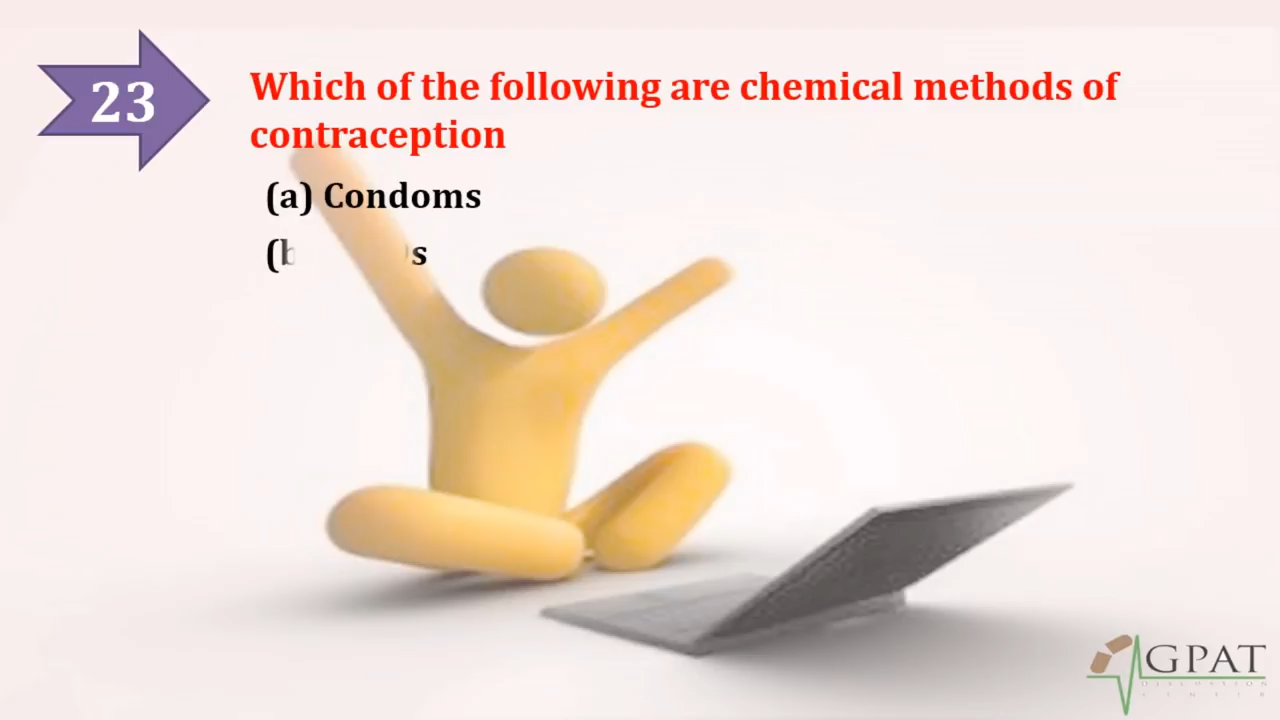 23
Which of the following are chemical methods of
contraception
(a) Condoms
GPAT